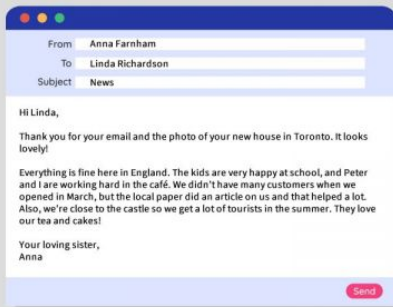 From Anna Farnham
To Linda Richardson
Subject News
Hi Linda,
Thank you for your email and the photo of your new house in Toronto. It looks
lovely!
Everything is fine here in England. The kids are very happy at school, and Peter
and I are working hard in the café. We didn't have many customers when we
opened in March, but the local paper did an article on us and that helped a lot.
Also, we're close to the castle so we get a lot of tourists in the summer. They love
our tea and cakes!
Your loving sister,
Anna
Send